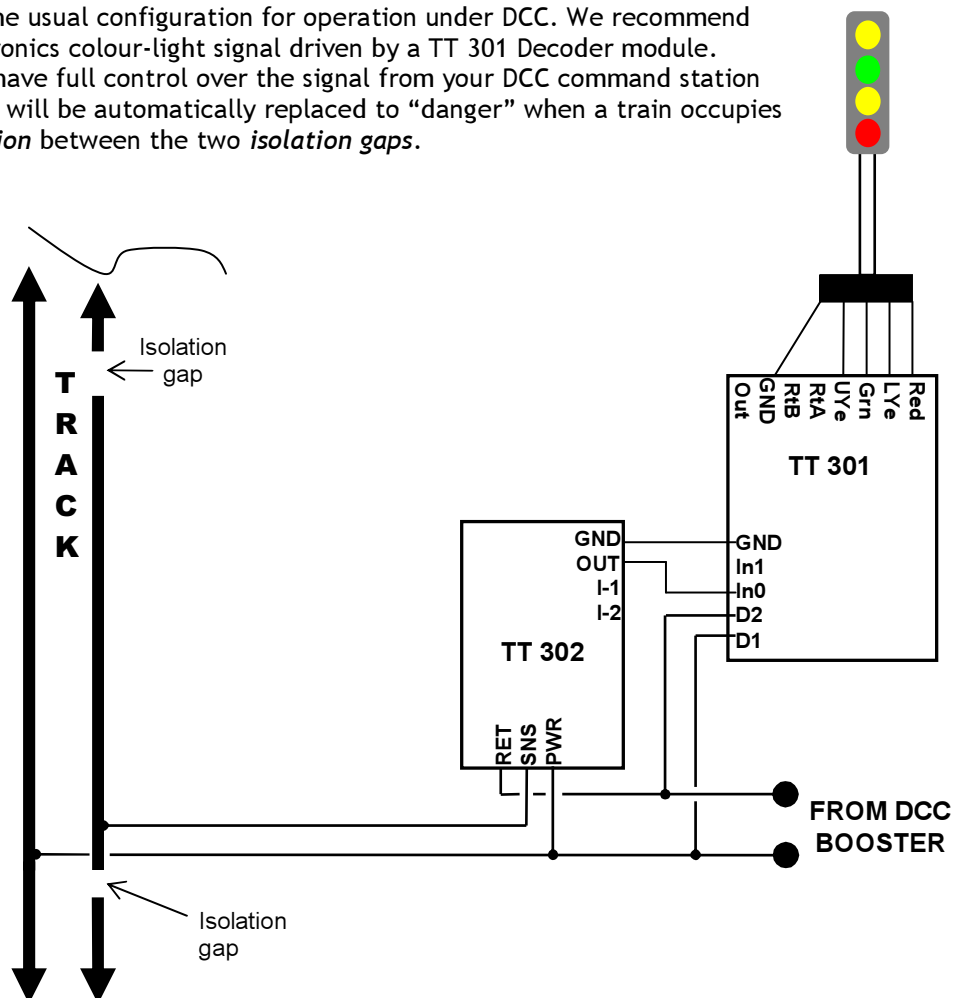 ne usual configuration for operation under DCC. We recommend
ronics colour-light signal driven by a TT 301 Decoder module.
have full control over the signal from your DCC command station
will be automatically replaced to “danger” when a train occupies
ion between the two isolation gaps.
Isolation
gap
TRACK
Out
GND
RtB
RtA
UYe
Grn
LYe
Red
TT 301
GND
In1
In0
D2
D1
GND
OUT
I-1
I-2
TT 302
RET
SNS
PWR
FROM DCC
BOOSTER
Isolation
gap